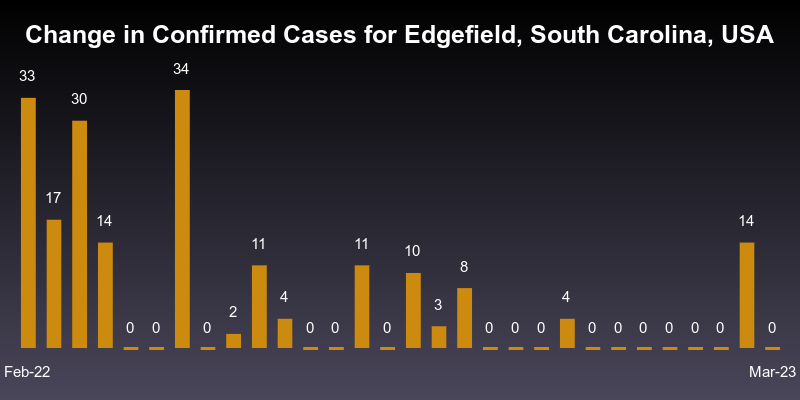 Change in Confirmed Cases for Edgefield, South Carolina, USA
33 17 30 14 0 0 34 0 2 11 4 0 0 11 0 10 3 8 0 0 0 4 0 0 0 0 0 0 14 0
Feb-22 Mar-23